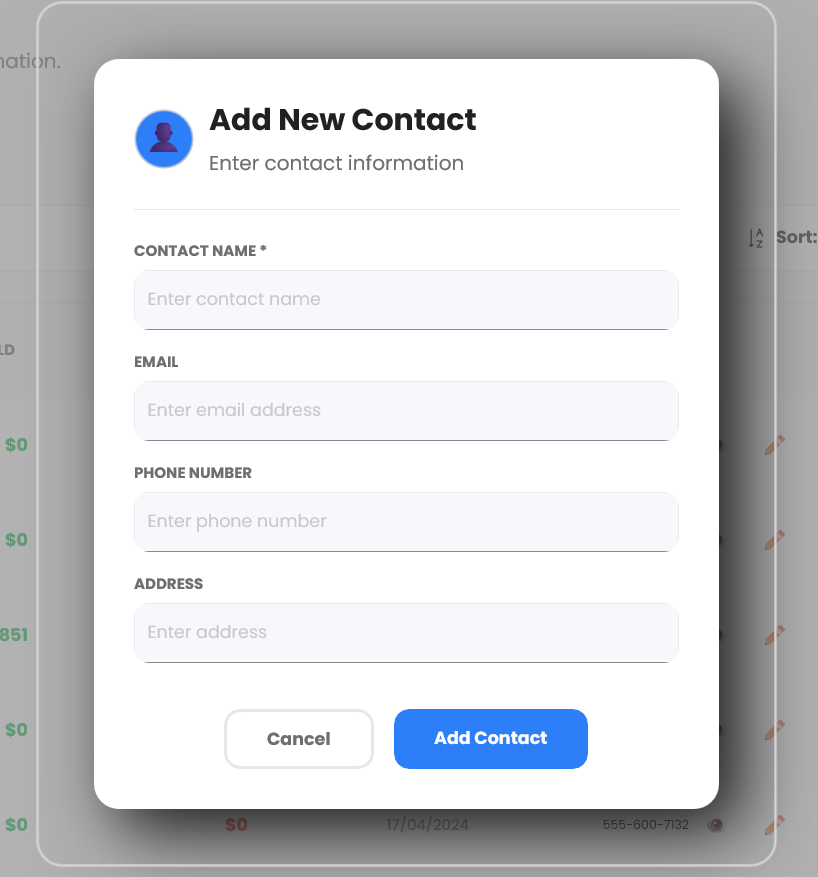 nation.
Add New Contact
Enter contact information
Sort:
CONTACT NAME *
Enter contact name
LD
EMAIL
Enter email address
$0
PHONE NUMBER
Enter phone number
$0
ADDRESS
Enter address
851
$0
Cancel
Add Contact
$0
$0
17/04/2024
555-600-7132